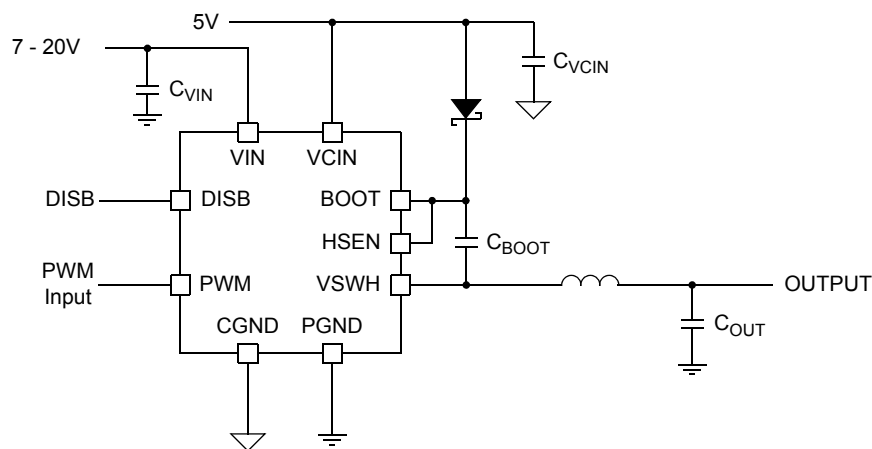 5V
7 - 20V
CVCIN
CVIN
VIN
VCIN
DISB
DISB
BOOT
HSEN
CBOOT
PWM
Input
PWM
VSWH
OUTPUT
CGND
PGND
COUT